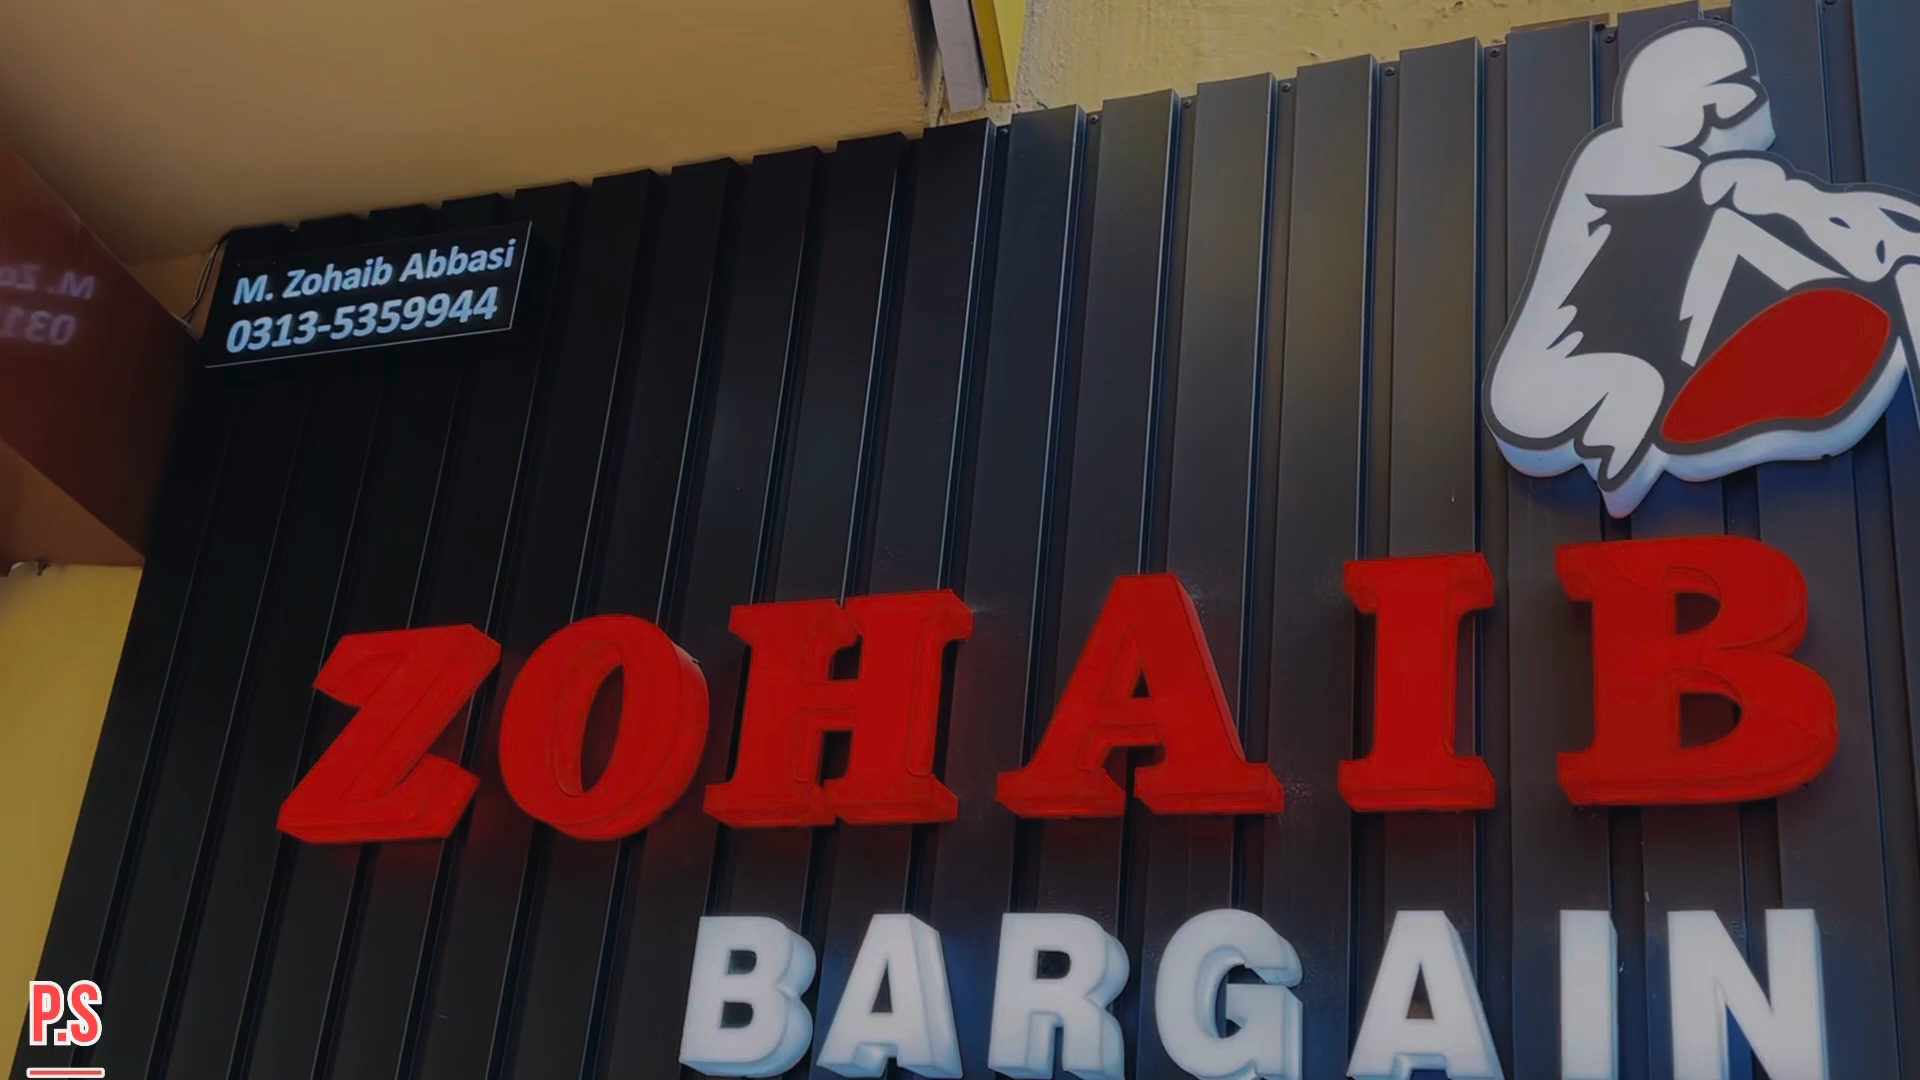 M. Zohaib Abbasi
0313-5359944
ZOHAIB
BARGAIN
P.S